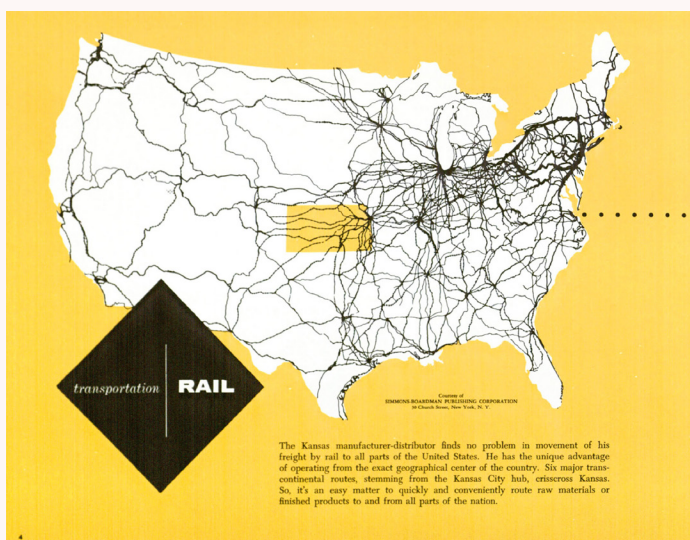 transportation RAIL
Courtesy of
SIMMONS-BOARDMAN PUBLISHING CORPORATION
30 Church Street, New York, N. Y.
The Kansas manufacturer-distributor finds no problem in movement of his
freight by rail to all parts of the United States. He has the unique advantage
of operating from the exact geographical center of the country. Six major trans-
continental routes, stemming from the Kansas City hub, crisscross Kansas.
So, it's an easy matter to quickly and conveniently route raw materials or
finished products to and from all parts of the nation.
4